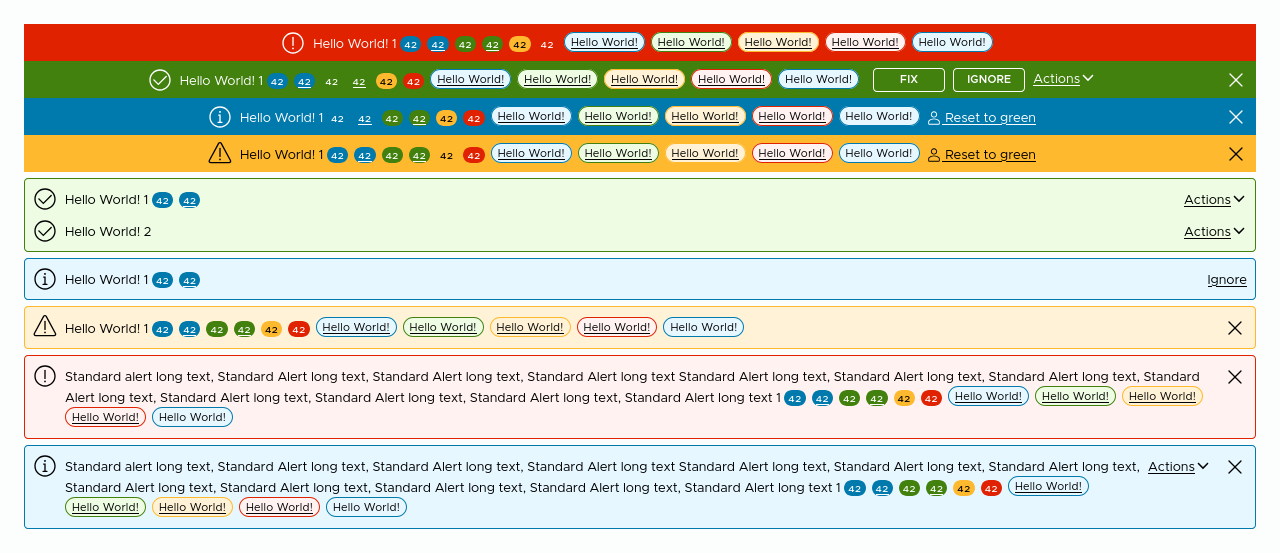 Hello World! 1 42 42 42 42 42 42 Hello World! Hello World! Hello World! Hello World! Hello World!
Hello World! 1 42 42 42 42 42 42 Hello World! Hello World! Hello World! Hello World! Hello World! FIX IGNORE Actions
Hello World! 1 42 42 42 42 42 42 Hello World! Hello World! Hello World! Hello World! Hello World! Reset to green
Hello World! 1 42 42 42 42 42 42 Hello World! Hello World! Hello World! Hello World! Hello World! Reset to green
Hello World! 1 42 42 Actions
Hello World! 2 Actions
Hello World! 1 42 42 Ignore
Hello World! 1 42 42 42 42 42 42 Hello World! Hello World! Hello World! Hello World! Hello World!
Standard alert long text, Standard Alert long text, Standard Alert long text, Standard Alert long text Standard Alert long text, Standard Alert long text, Standard Alert long text, Standard
Alert long text, Standard Alert long text, Standard Alert long text, Standard Alert long text, Standard Alert long text 1 42 42 42 42 42 42 Hello World! Hello World! Hello World!
Hello World! Hello World!
Standard alert long text, Standard Alert long text, Standard Alert long text, Standard Alert long text Standard Alert long text, Standard Alert long text, Standard Alert long text, Actions
Standard Alert long text, Standard Alert long text, Standard Alert long text, Standard Alert long text, Standard Alert long text 1 42 42 42 42 42 42 Hello World!
Hello World! Hello World! Hello World! Hello World!